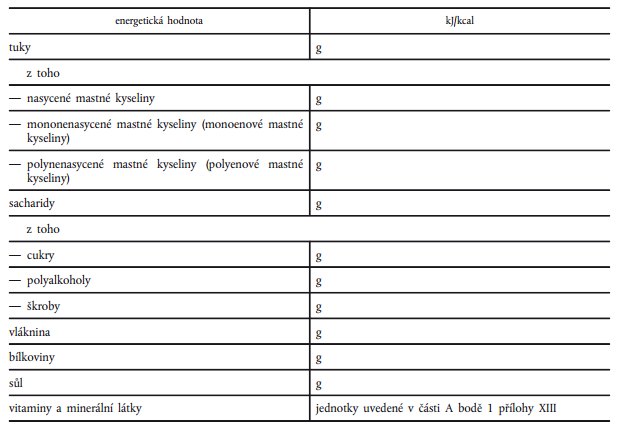 energetická hodnota kJ/kcal
tuky g
z toho
— nasycené mastné kyseliny g
— mononenasycené mastné kyseliny (monoenové mastné g
kyseliny)
— polynenasycené mastné kyseliny (polyenové mastné g
kyseliny)
sacharidy g
z toho
— cukry g
— polyalkoholy g
— škroby g
vláknina g
bílkoviny g
sůl g
vitaminy a minerální látky jednotky uvedené v části A bodě 1 přílohy XIII